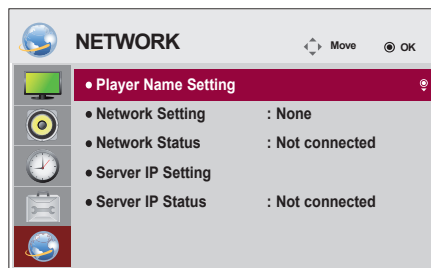 NETWORK
Move OK
• Player Name Setting
• Network Setting : None
• Network Status : Not connected
• Server IP Setting
• Server IP Status : Not connected